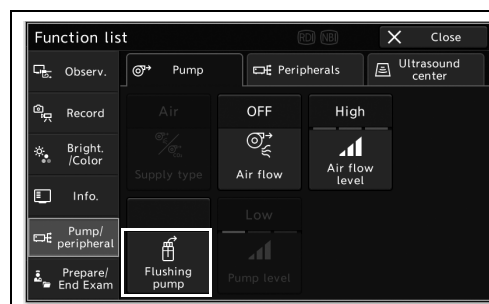 Function list
RDI NBI
Close
Observ.
Pump
Peripherals
Ultrasound
center
Record
Air
Supply type
OFF
Air flow
High
Air flow
level
Bright.
/Color
Info.
Pump/
peripheral
Flushing
pump
Low
Pump level
Prepare/
End Exam